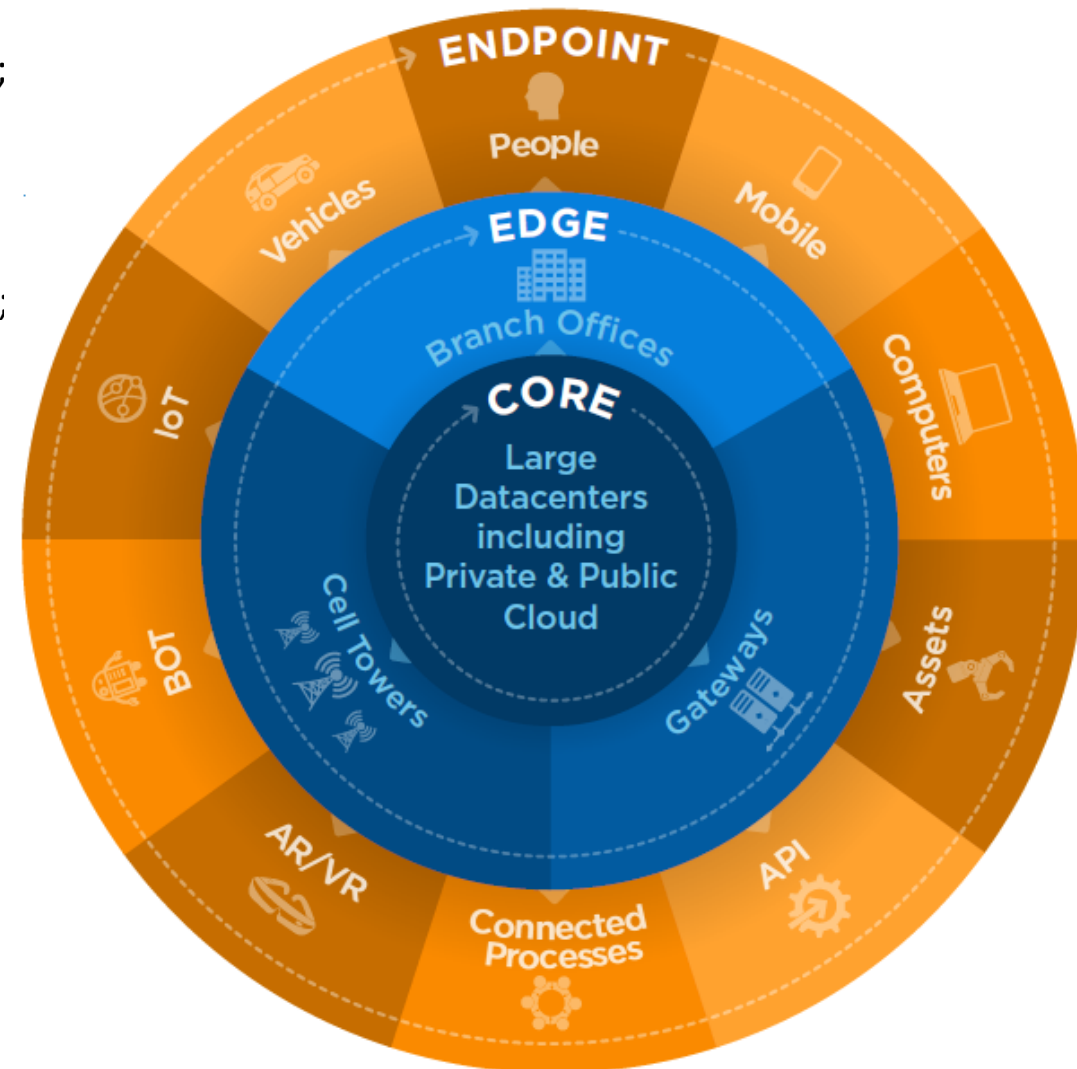 ;
;
ENDPOINT
People
Mobile
Computers
Assets
API
Connected
Processes
AR/VR
BOT
IoT
Vehicles
EDGE
Branch Offices
Gateways
Cell Towers
CORE
Large
Datacenters
including
Private & Public
Cloud